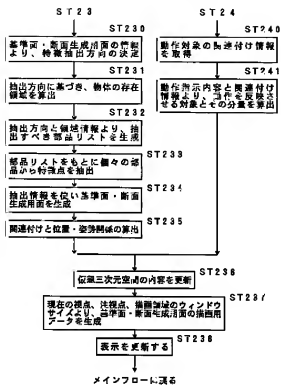 ST23
ST24
ST230
基準面・断面生成用面の情報
より、特徴抽出方向の決定
ST231
抽出方向に基づき、物体の存在
領域を算出
ST232
抽出方向と領域情報より、抽出
すべき部品リストを生成
ST233
部品リストをもとに個々の部
品から特徴点を抽出
ST234
抽出情報を使い基準面・断面
生成用面を生成
ST235
関連付けと位置・姿勢関係の算出
ST240
動作対象の関連付け情報
を取得
ST241
動作指示内容と関連付け
情報より、動作を反映さ
せる対象とその分量を算出
ST236
仮想三次元空間の内容を更新
ST237
現在の視点、注視点、描画領域のウィンドウ
サイズより、基準面・断面生成用面の描画用
データを生成
ST238
表示を更新する
メインフローに戻る